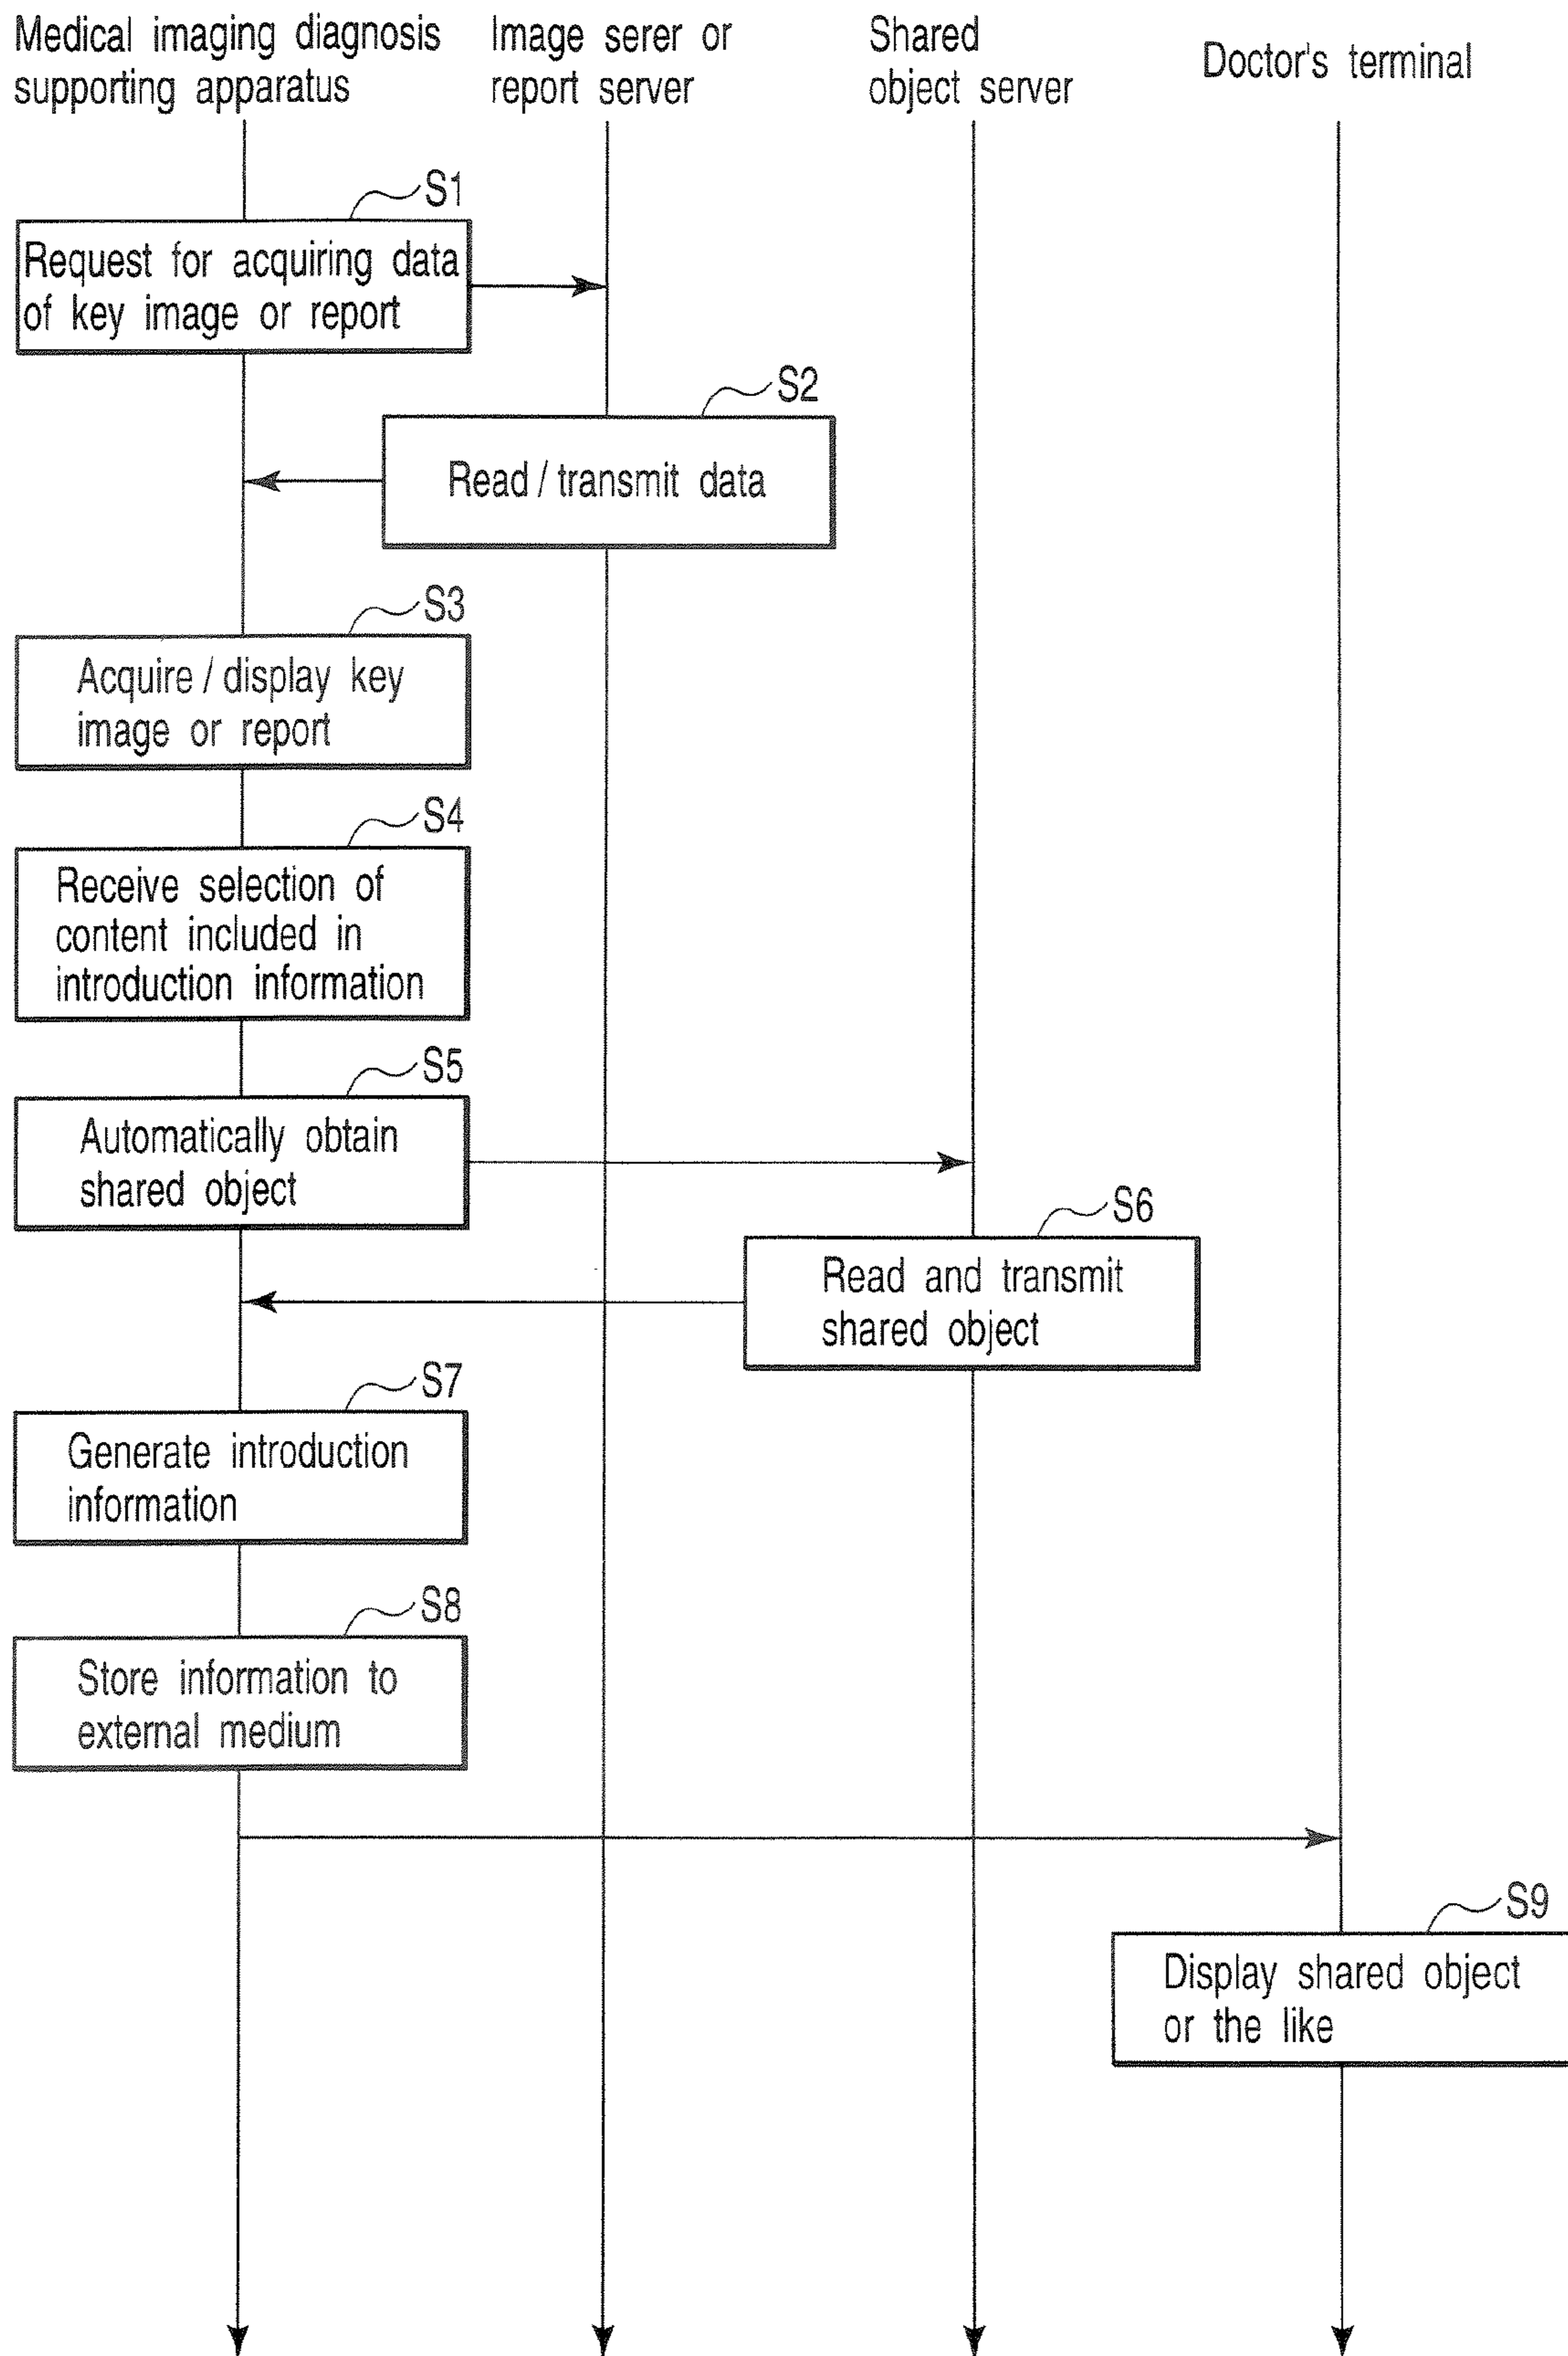 Medical imaging diagnosis
supporting apparatus
Image serer or
report server
Shared
object server
Doctor's terminal
S1
Request for acquiring data
of key image or report
S2
Read / transmit data
S3
Acquire / display key
image or report
S4
Receive selection of
content included in
introduction information
S5
Automatically obtain
shared object
S6
Read and transmit
shared object
S7
Generate introduction
information
S8
Store information to
external medium
S9
Display shared object
or the like